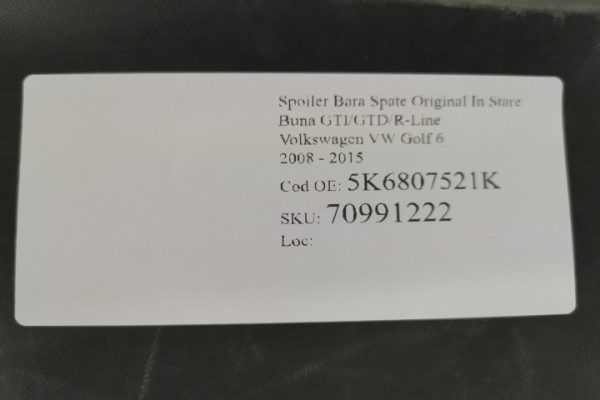 Spoiler Bara Spate Original In Stare
Buna GTI/GTD/R-Line
Volkswagen VW Golf 6
2008 - 2015
Cod OE: 5K6807521K
SKU: 70991222
Loc: